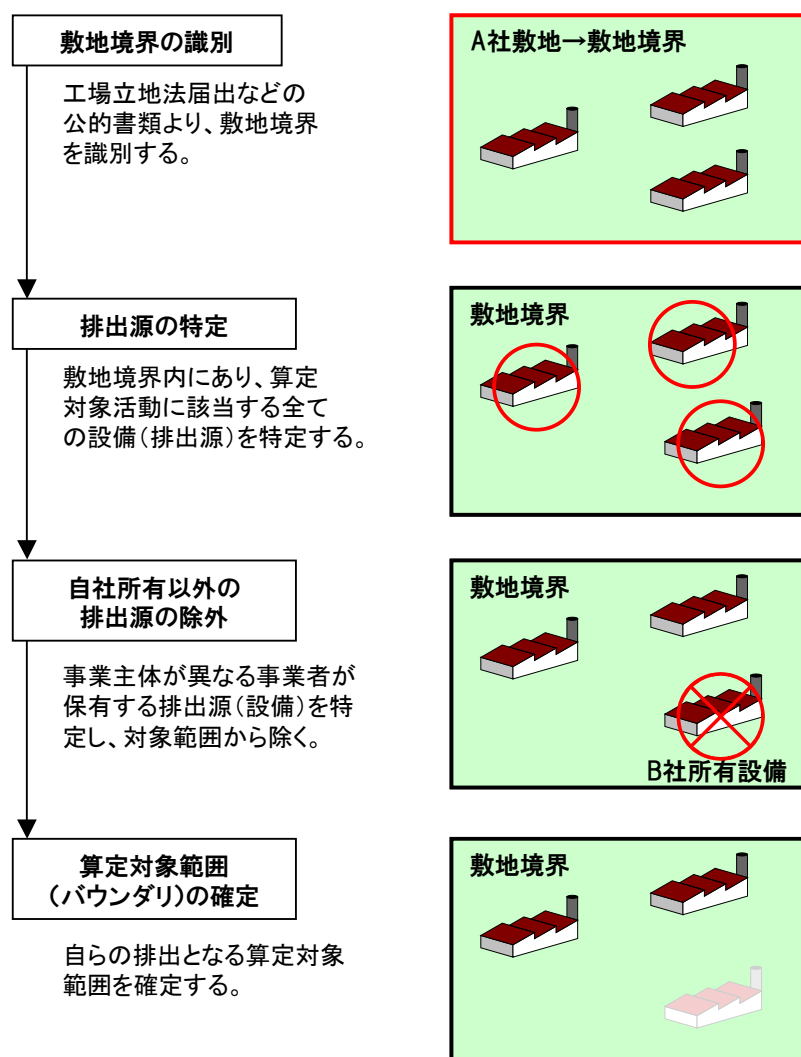 敷地境界の識別
工場立地法届出などの
公的書類より、敷地境界
を識別する。
A社敷地→敷地境界
排出源の特定
敷地境界内にあり、算定
対象活動に該当する全て
の設備(排出源)を特定する。
敷地境界
自社所有以外の
排出源の除外
事業主体が異なる事業者が
保有する排出源(設備)を特
定し、対象範囲から除く。
敷地境界
B社所有設備
算定対象範囲
(バウンダリ)の確定
自らの排出となる算定対象
範囲を確定する。
敷地境界